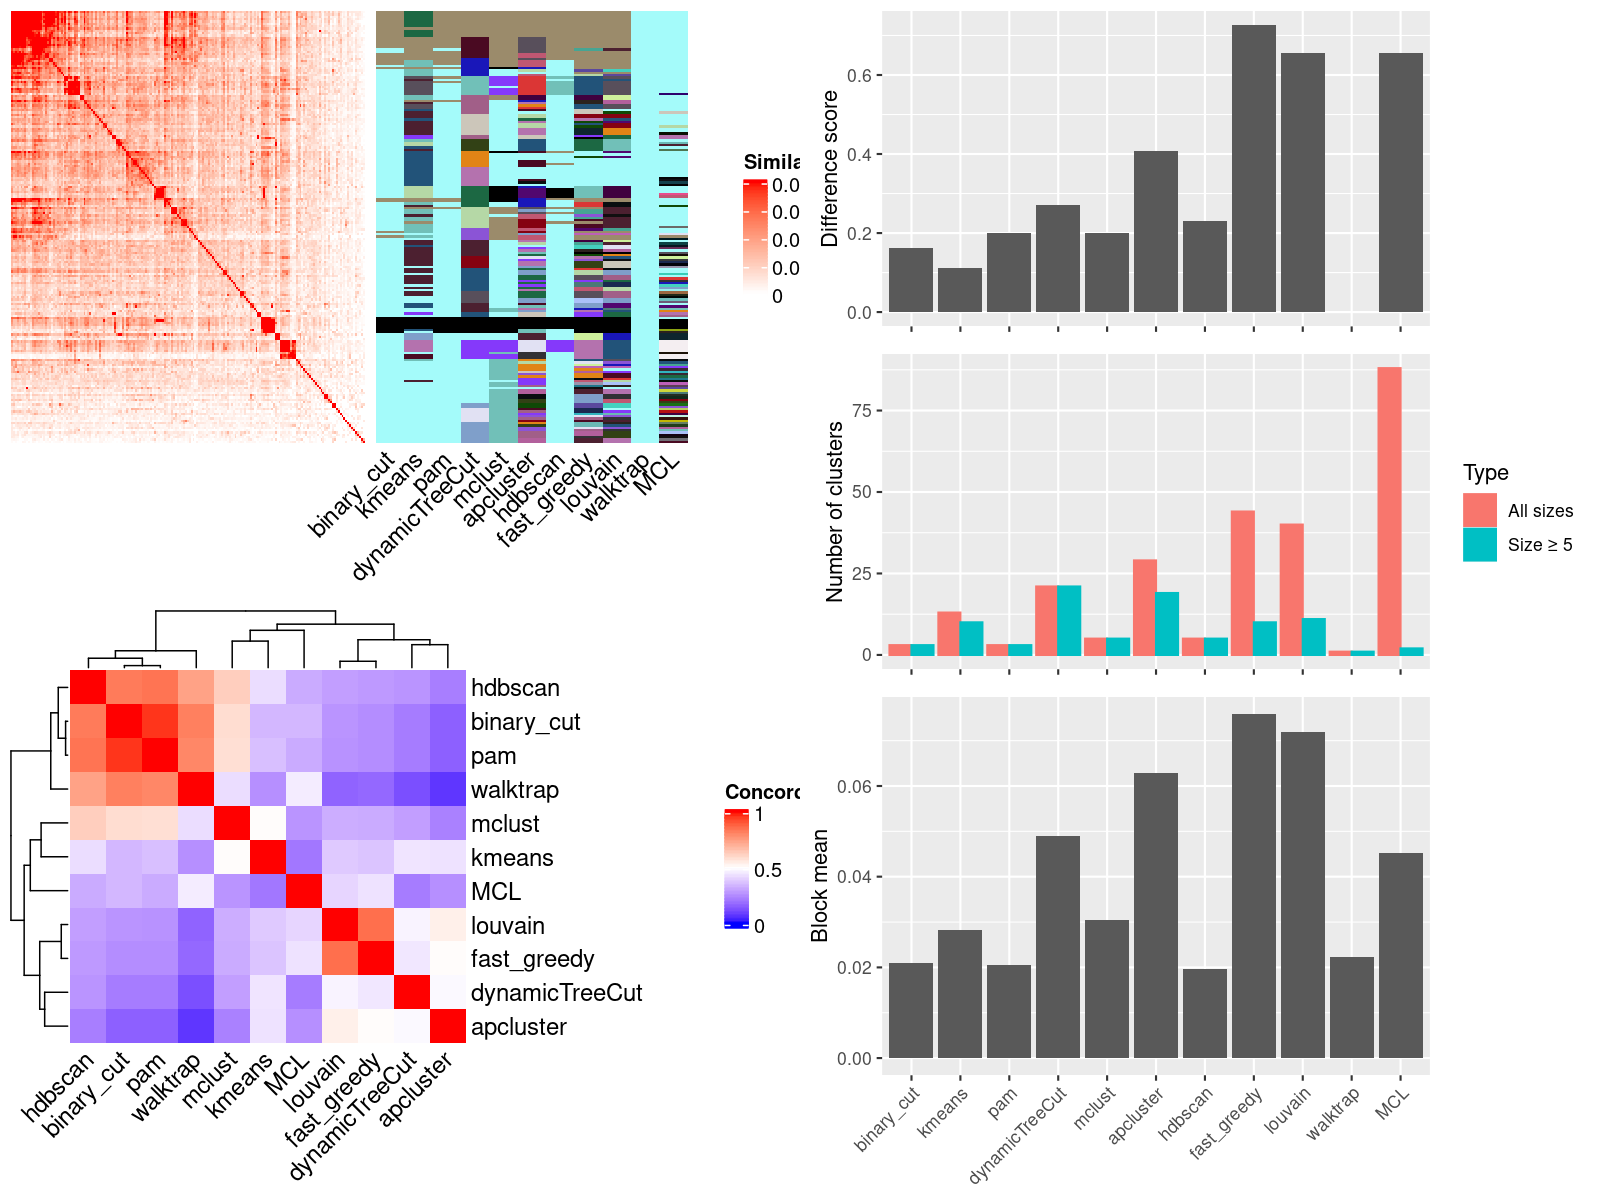 Simila
0.0
0.0
0.0
0.0
0
binary_cut
kmeans
pam
dynamicTreeCut
mclust
apcluster
hdbscan
fast_greedy
louvain
walktrap
MCL
hdbscan
binary_cut
pam
walktrap
mclust
kmeans
MCL
louvain
fast_greedy
dynamicTreeCut
apcluster
hdbscan
binary_cut
pam
walktrap
mclust
kmeans
MCL
louvain
fast_greedy
dynamicTreeCut
apcluster
Concord
1
0.5
0
Difference score
0.6
0.4
0.2
0.0
Number of clusters
75
50
25
0
Type
All sizes
Size ≥ 5
Block mean
0.06
0.04
0.02
0.00
binary_cut
kmeans
pam
dynamicTreeCut
mclust
apcluster
hdbscan
fast_greedy
louvain
walktrap
MCL